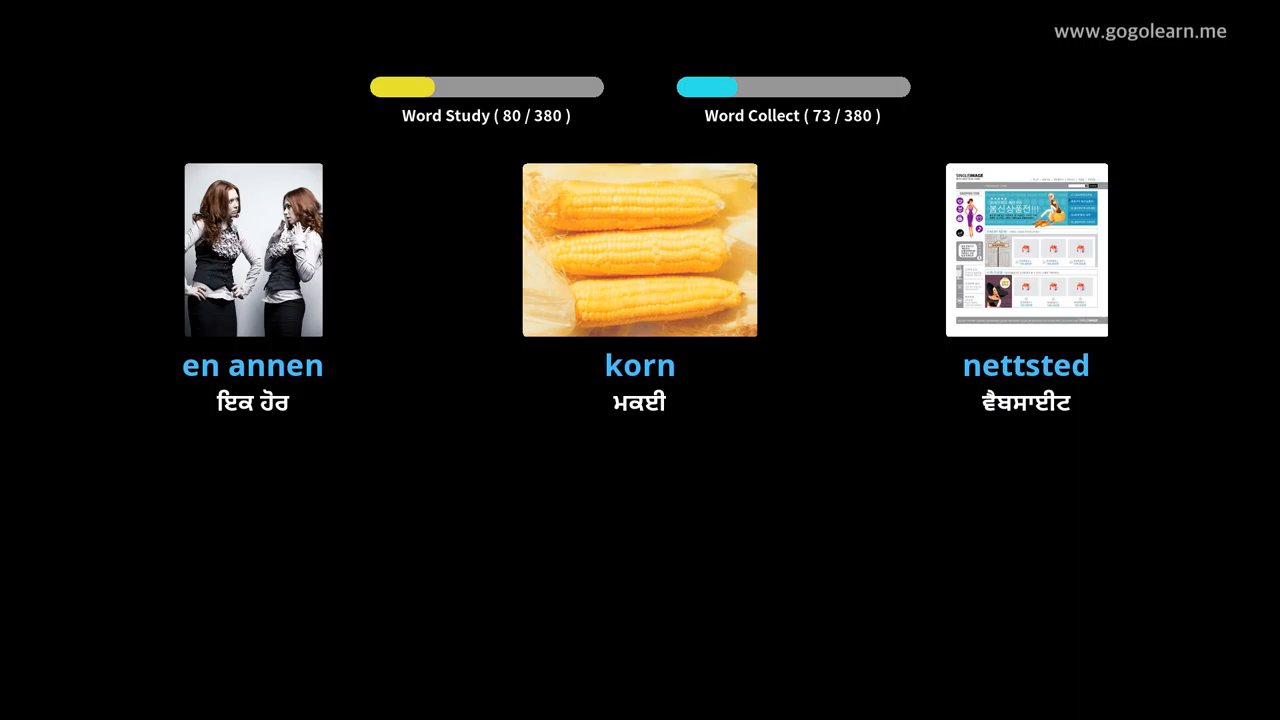 www.gogolearn.me
Word Study ( 80 / 380 )
Word Collect ( 73 / 380 )
en annen
korn
nettsted
ਇਕ ਹੋਰ
ਮਕਈ
ਵੈਬਸਾਈਟ